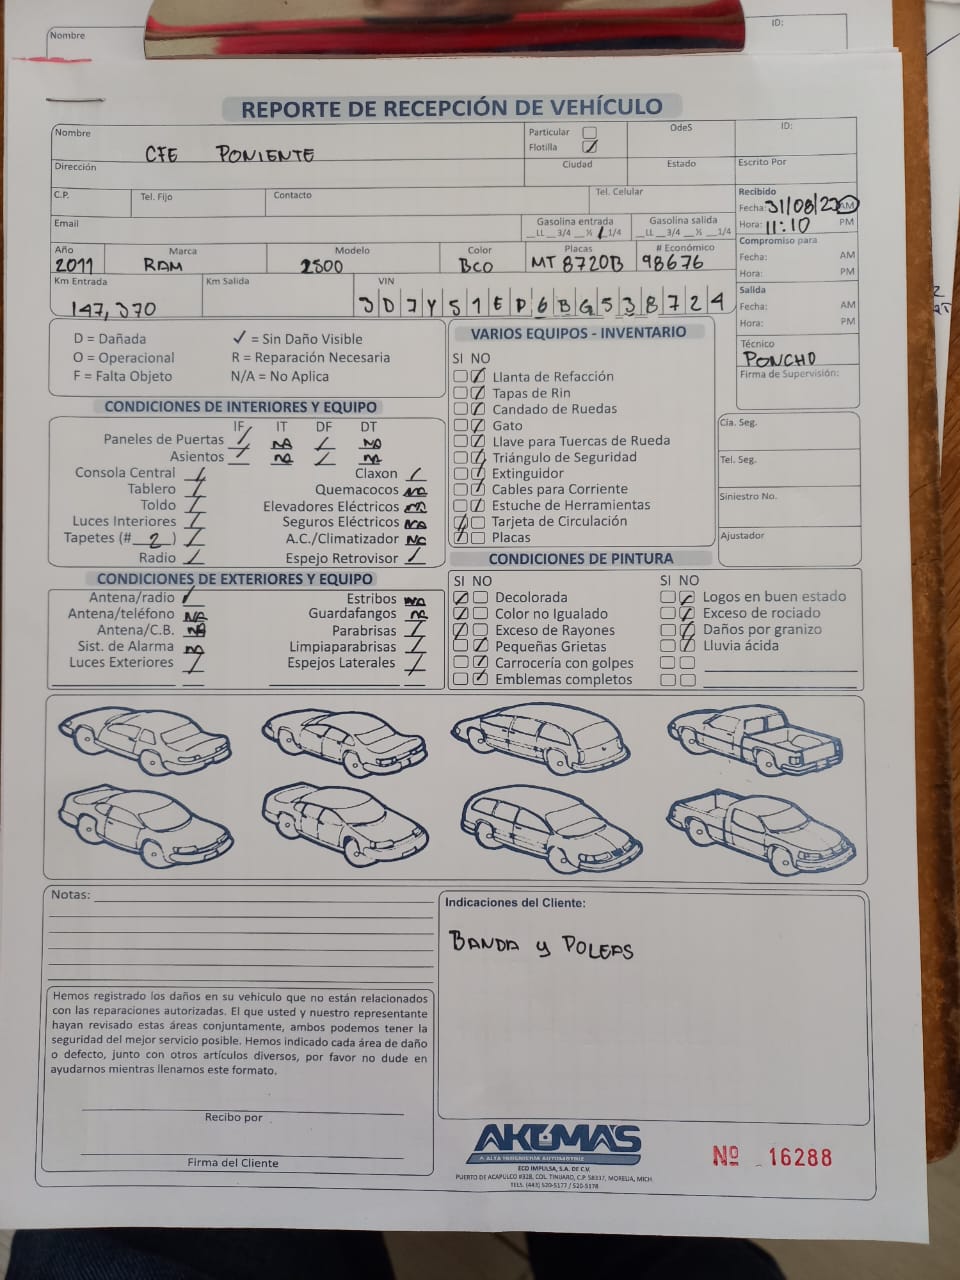 Nombre
ID:
REPORTE DE RECEPCIÓN DE VEHÍCULO
Nombre CFE PONIENTE
Particular
Flotilla ✓
OdeS
ID:
Dirección
Ciudad
Estado
Escrito Por
C.P.
Tel. Fijo
Contacto
Tel. Celular
Recibido
Fecha: 31/08/22 AM
Hora: 11:10 PM
Email
Gasolina entrada
__LL __3/4 __½ __1/4
Gasolina salida
__LL __3/4 __½ __1/4
Compromiso para
Fecha: AM
Hora: PM
Año Marca Modelo Color Placas # Económico
2011 RAM 2500 BCO MT 8720B 98676
Km Entrada Km Salida VIN
147,370 3D7Y51EP6BG538724
Salida
Fecha: AM
Hora: PM
Técnico
PONCHO
Firma de Supervisión:
D = Dañada ✓ = Sin Daño Visible
O = Operacional R = Reparación Necesaria
F = Falta Objeto N/A = No Aplica
CONDICIONES DE INTERIORES Y EQUIPO
IF IT DF DT
Paneles de Puertas ✓ NA ✓ NA
Asientos ✓ NA ✓ NA
Consola Central ✓ Claxon ✓
Tablero ✓ Quemacocos NA
Toldo ✓ Elevadores Eléctricos NA
Luces Interiores ✓ Seguros Eléctricos NA
Tapetes (# 2 ) ✓ A.C./Climatizador NA
Radio ✓ Espejo Retrovisor ✓
CONDICIONES DE EXTERIORES Y EQUIPO
Antena/radio ✓ Estribos NA
Antena/teléfono NA Guardafangos NA
Antena/C.B. NA Parabrisas ✓
Sist. de Alarma NA Limpiaparabrisas ✓
Luces Exteriores ✓ Espejos Laterales ✓
VARIOS EQUIPOS - INVENTARIO
SI NO
Llanta de Refacción
Tapas de Rin
Candado de Ruedas
Gato
Llave para Tuercas de Rueda
Triángulo de Seguridad
Extinguidor
Cables para Corriente
Estuche de Herramientas
Tarjeta de Circulación
Placas
Cía. Seg.
Tel. Seg.
Siniestro No.
Ajustador
CONDICIONES DE PINTURA
SI NO SI NO
Decolorada Logos en buen estado
Color no Igualado Exceso de rociado
Exceso de Rayones Daños por granizo
Pequeñas Grietas Lluvia ácida
Carrocería con golpes
Emblemas completos
Notas:
Indicaciones del Cliente:
BANDA y POLEAS
Hemos registrado los daños en su vehiculo que no están relacionados
con las reparaciones autorizadas. El que usted y nuestro representante
hayan revisado estas áreas conjuntamente, ambos podemos tener la
seguridad del mejor servicio posible. Hemos indicado cada área de daño
o defecto, junto con otros artículos diversos, por favor no dude en
ayudarnos mientras llenamos este formato.
Recibo por
Firma del Cliente
AKUMA'S
A ALTA INGENIERIA AUTOMOTRIZ
ECO IMPULSA, S.A. DE C.V.
PUERTO DE ACAPULCO #328, COL. TINIJARO, C.P. 58337, MORELIA, MICH.
TELS. (443) 520-5177 / 520-5178
Nº 16288